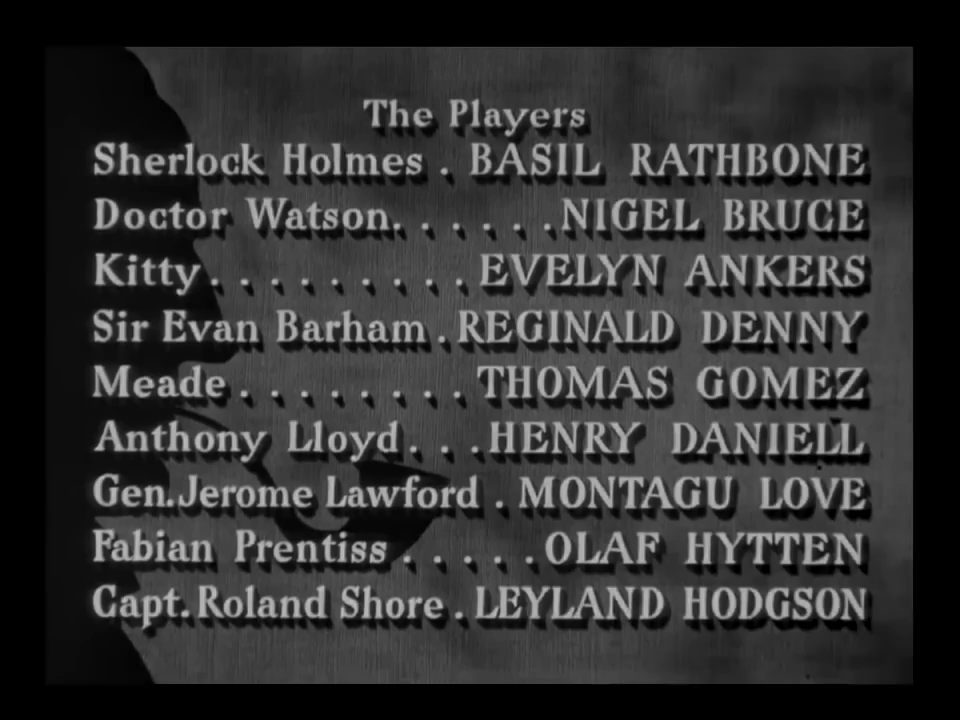 The Players
Sherlock Holmes . BASIL RATHBONE
Doctor Watson. . . . . . NIGEL BRUCE
Kitty . . . . . . . . . EVELYN ANKERS
Sir Evan Barham . REGINALD DENNY
Meade . . . . . . . . THOMAS GOMEZ
Anthony Lloyd . . . HENRY DANIELL
Gen. Jerome Lawford . MONTAGU LOVE
Fabian Prentiss . . . . . OLAF HYTTEN
Capt. Roland Shore . LEYLAND HODGSON